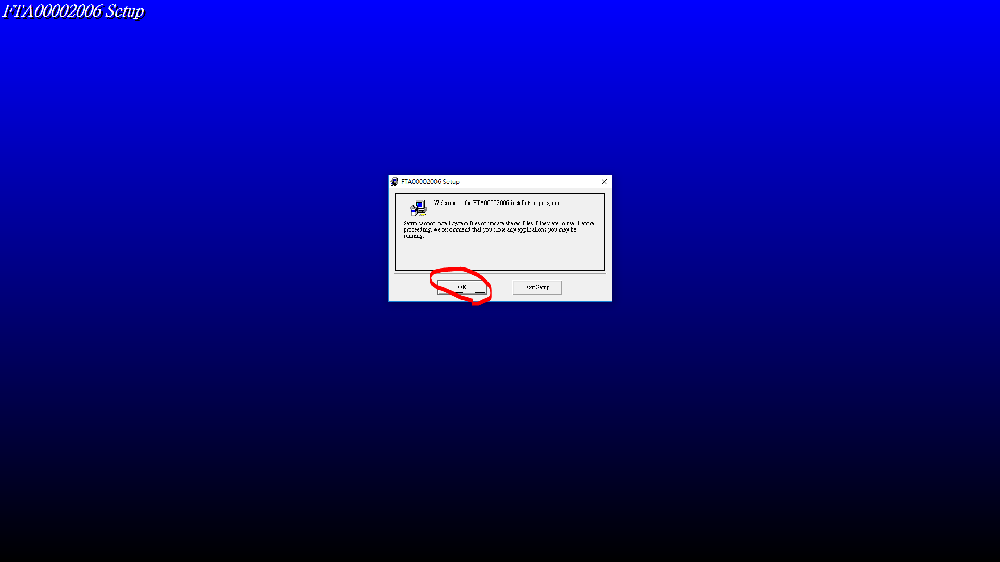 FTA00002006 Setup
FTA00002006 Setup
Welcome to the FTA00002006 installation program.
Setup cannot install system files or update shared files if they are in use. Before
proceeding, we recommend that you close any applications you may be
running.
OK
Exit Setup